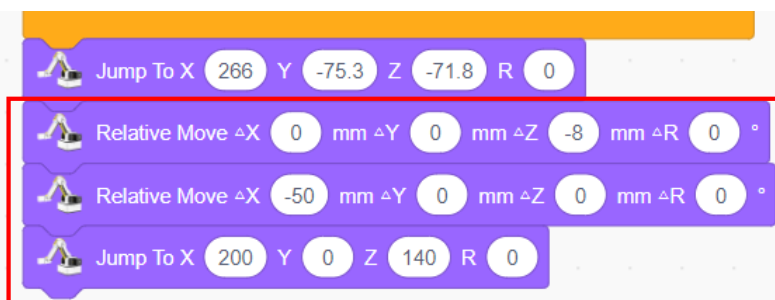 Jump To X 266 Y -75.3 Z -71.8 R 0
Relative Move △X 0 mm △Y 0 mm △Z -8 mm △R 0 °
Relative Move △X -50 mm △Y 0 mm △Z 0 mm △R 0 °
Jump To X 200 Y 0 Z 140 R 0